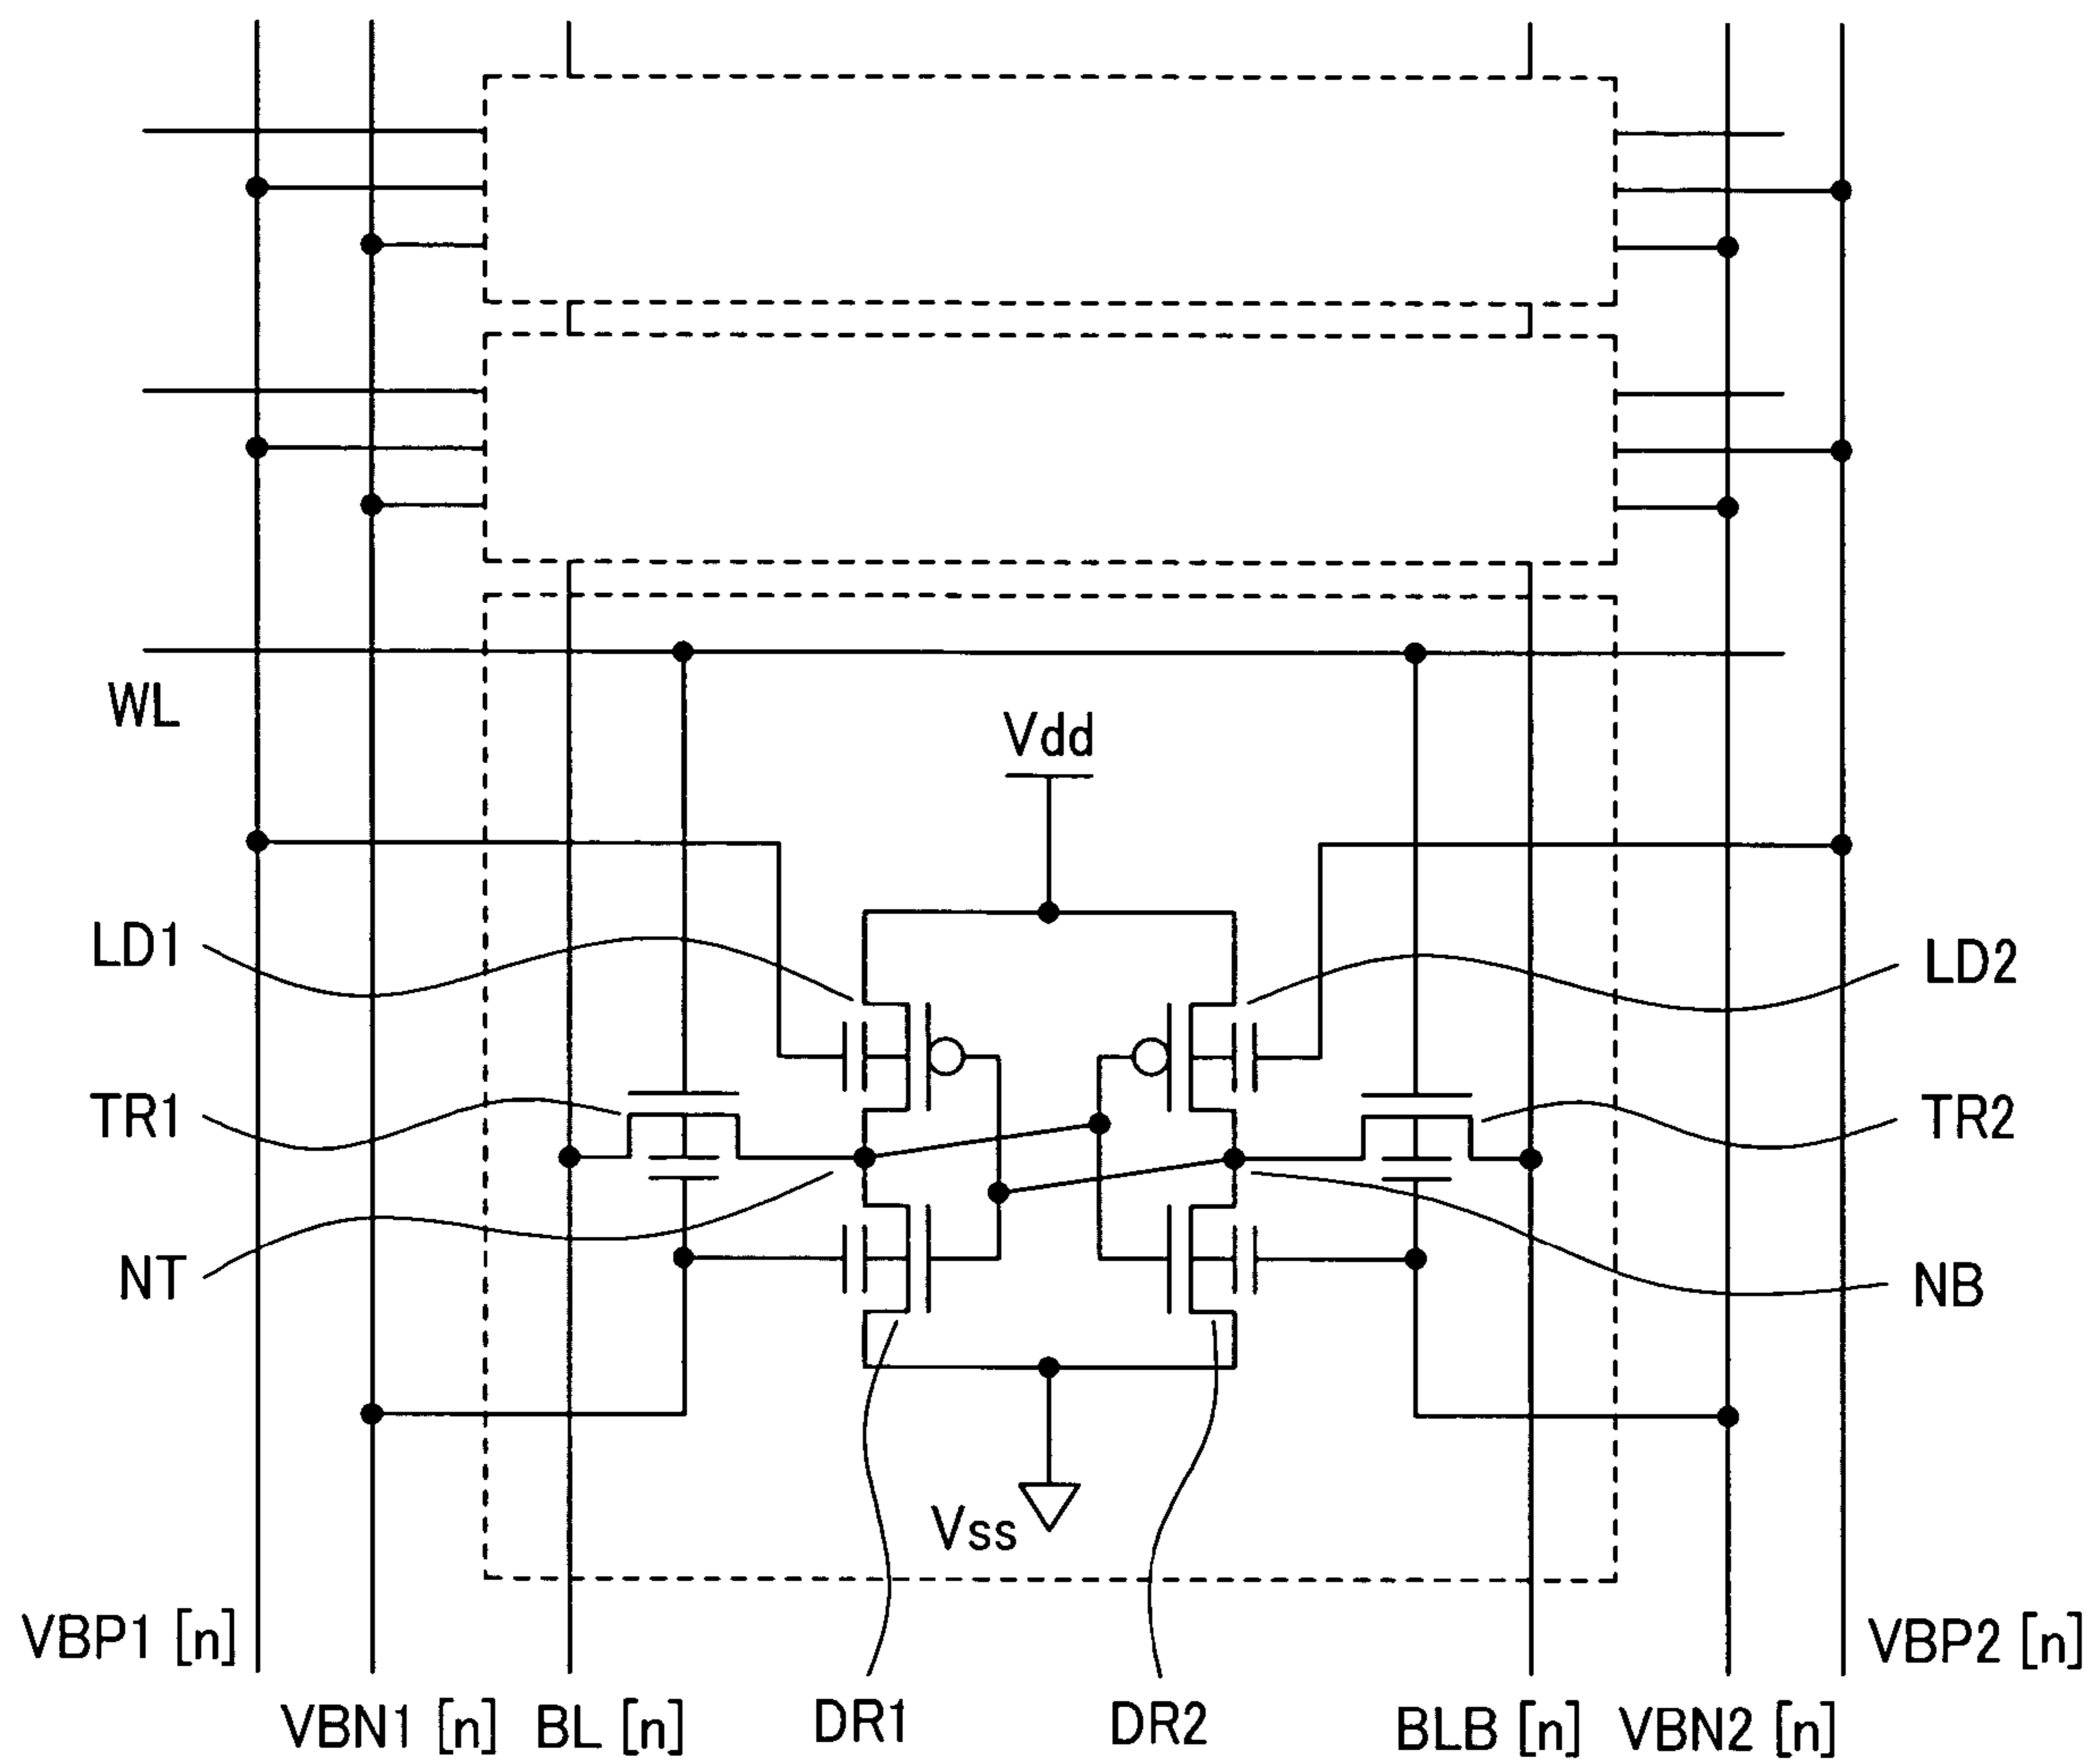 WL
Vdd
LD1
LD2
TR1
TR2
NT
NB
Vss
VBP1 [n]
VBP2 [n]
VBN1 [n]
BL [n]
DR1
DR2
BLB [n]
VBN2 [n]